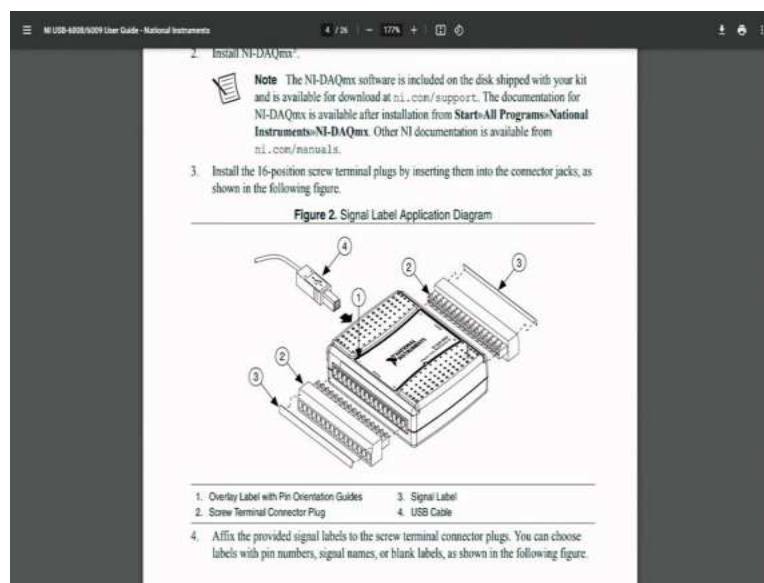 NI USB-6008/6009 User Guide - National Instruments
4 / 26
177%
2. Install NI-DAQmx².
Note The NI-DAQmx software is included on the disk shipped with your kit
and is available for download at ni.com/support. The documentation for
NI-DAQmx is available after installation from Start»All Programs»National
Instruments»NI-DAQmx. Other NI documentation is available from
ni.com/manuals.
3. Install the 16-position screw terminal plugs by inserting them into the connector jacks, as
shown in the following figure.
Figure 2. Signal Label Application Diagram
4
2
3
1
2
3
NATIONAL
INSTRUMENTS
1. Overlay Label with Pin Orientation Guides
2. Screw Terminal Connector Plug
3. Signal Label
4. USB Cable
4. Affix the provided signal labels to the screw terminal connector plugs. You can choose
labels with pin numbers, signal names, or blank labels, as shown in the following figure.